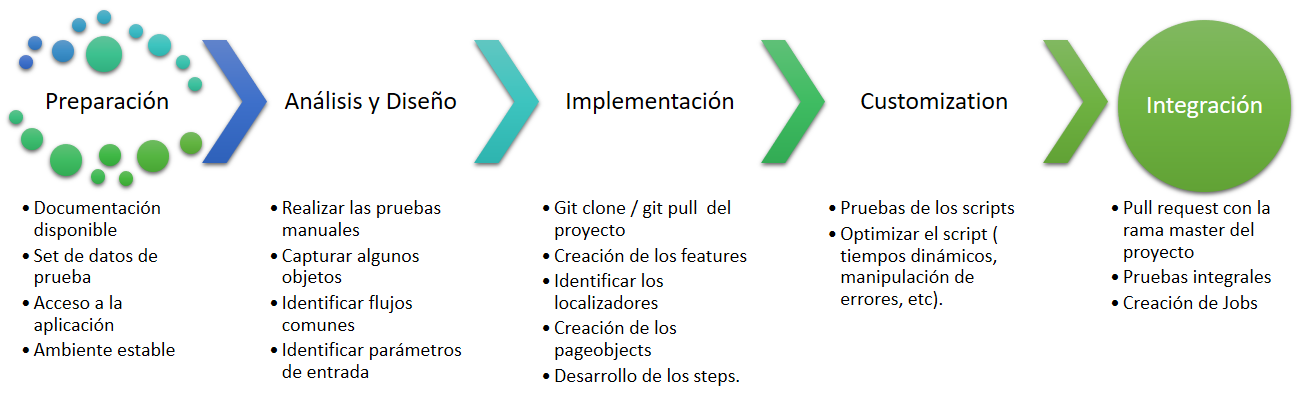 Preparación
Análisis y Diseño
Implementación
Customization
Integración
• Documentación
disponible
• Set de datos de
prueba
• Acceso a la
aplicación
• Ambiente estable
• Realizar las pruebas
manuales
• Capturar algunos
objetos
• Identificar flujos
comunes
• Identificar parámetros
de entrada
• Git clone / git pull  del
proyecto
• Creación de los features
• Identificar los
localizadores
• Creación de los
pageobjects
• Desarrollo de los steps.
• Pruebas de los scripts
• Optimizar el script (
tiempos dinámicos,
manipulación de
errores, etc).
• Pull request con la
rama master del
proyecto
• Pruebas integrales
• Creación de Jobs